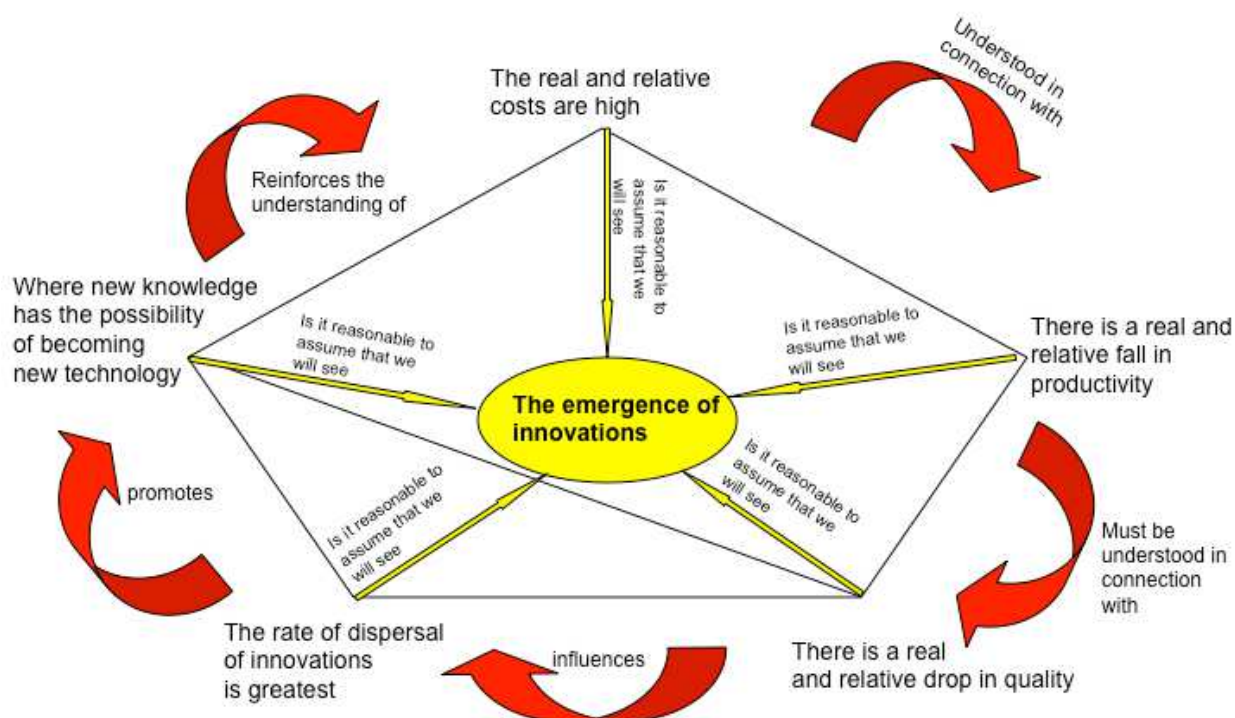 The real and relative
costs are high
Understood in
connection with
Reinforces the
understanding of
Is it reasonable to
assume that we
will see
Where new knowledge
has the possibility
of becoming
new technology
Is it reasonable to
assume that we
will see
Is it reasonable to
assume that we
will see
There is a real and
relative fall in
productivity
The emergence of
innovations
promotes
Is it reasonable to
assume that we
will see
Is it reasonable to
assume that we
will see
Must be
understood in
connection
with
The rate of dispersal
of innovations
is greatest
influences
There is a real
and relative drop in quality